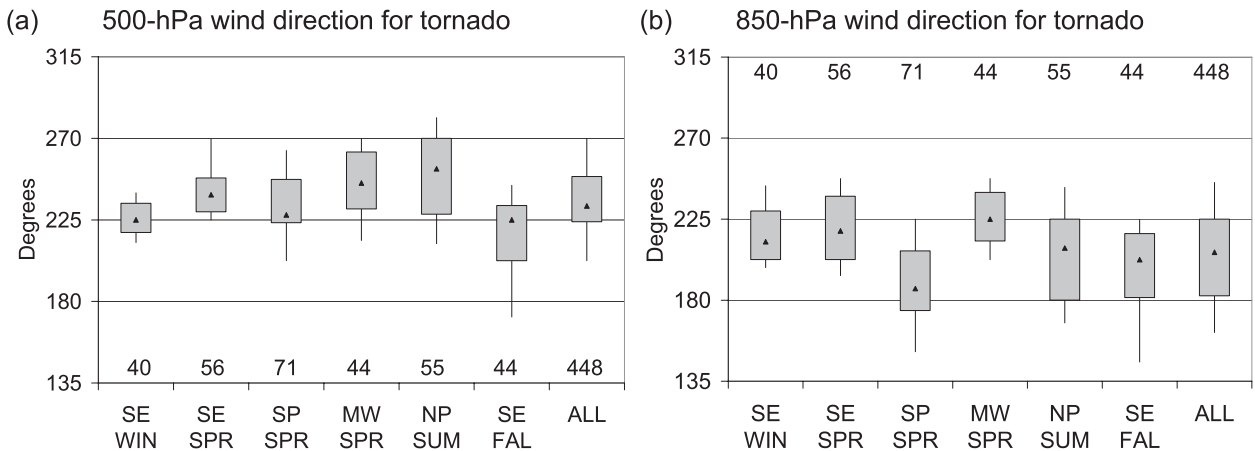 (a) 500-hPa wind direction for tornado
315
270
225
180
135
Degrees
40 56 71 44 55 44 448
SE WIN
SE SPR
SP SPR
MW SPR
NP SUM
SE FAL
ALL
(b) 850-hPa wind direction for tornado
315
270
225
180
135
Degrees
40 56 71 44 55 44 448
SE WIN
SE SPR
SP SPR
MW SPR
NP SUM
SE FAL
ALL